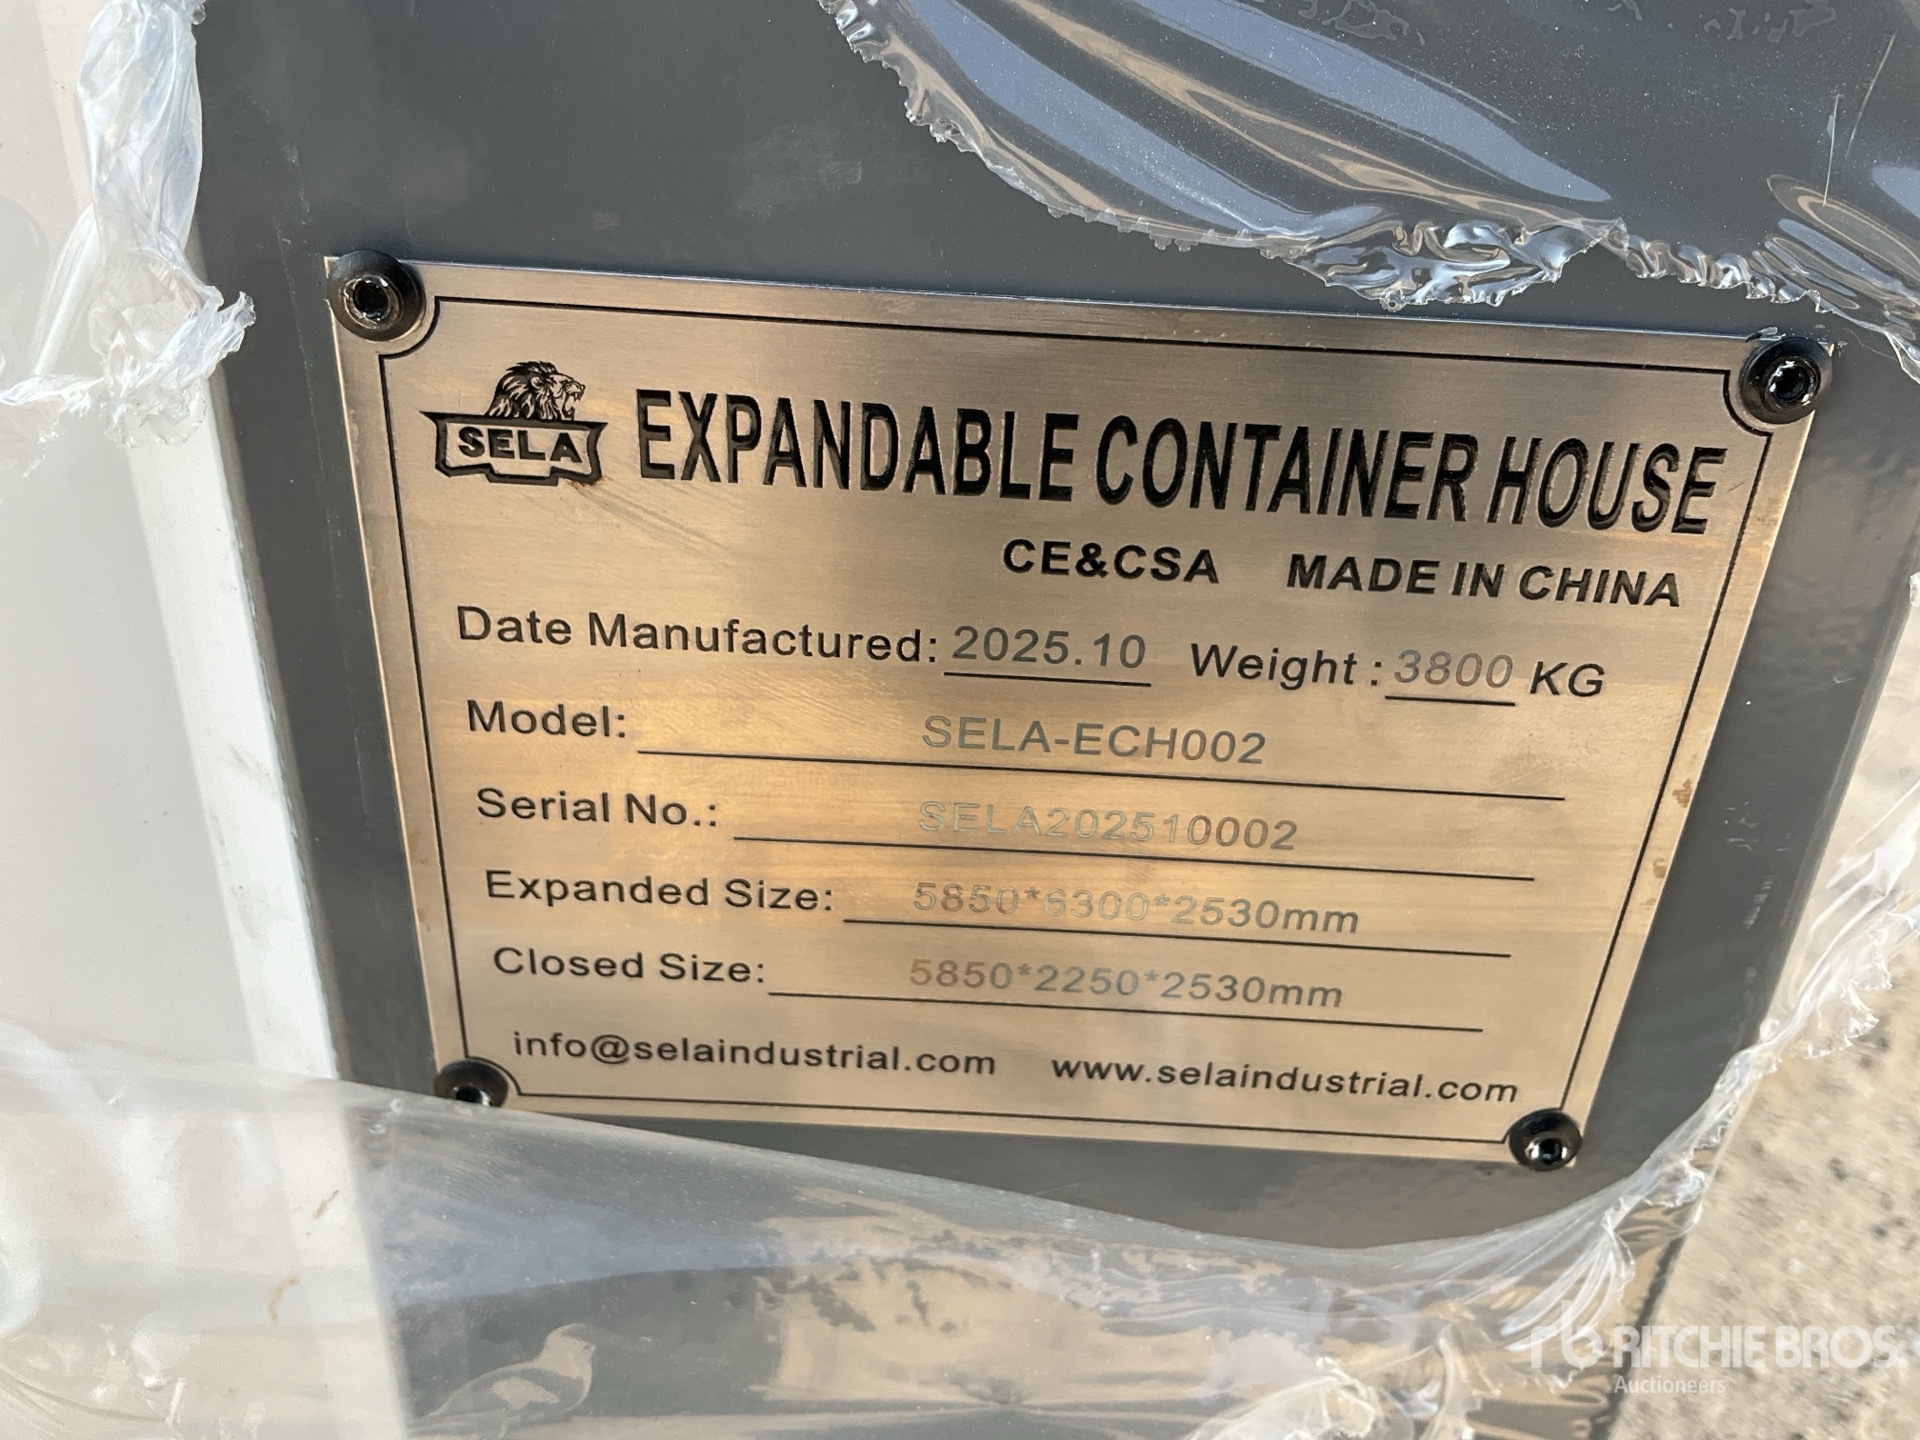 SELA EXPANDABLE CONTAINER HOUSE
CE&CSA MADE IN CHINA
Date Manufactured: 2025.10 Weight: 3800 KG
Model: SELA-ECH002
Serial No.: SELA202510002
Expanded Size: 5850*6300*2530mm
Closed Size: 5850*2250*2530mm
info@selaindustrial.com www.selaindustrial.com
rb RITCHIE BROS.
Auctioneers